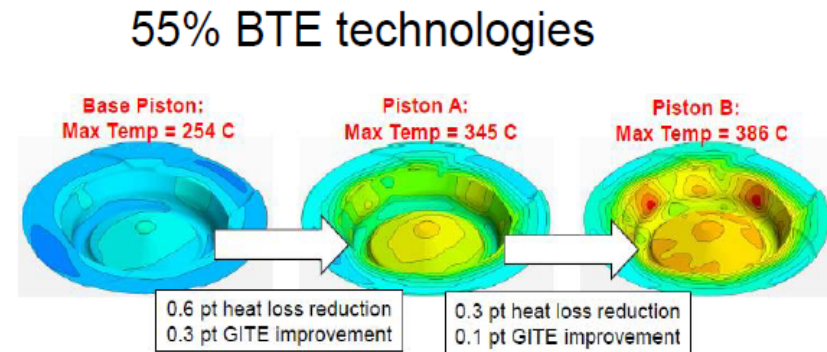 55% BTE technologies
Base Piston:
Max Temp = 254 C
Piston A:
Max Temp = 345 C
Piston B:
Max Temp = 386 C
0.6 pt heat loss reduction
0.3 pt GITE improvement
0.3 pt heat loss reduction
0.1 pt GITE improvement